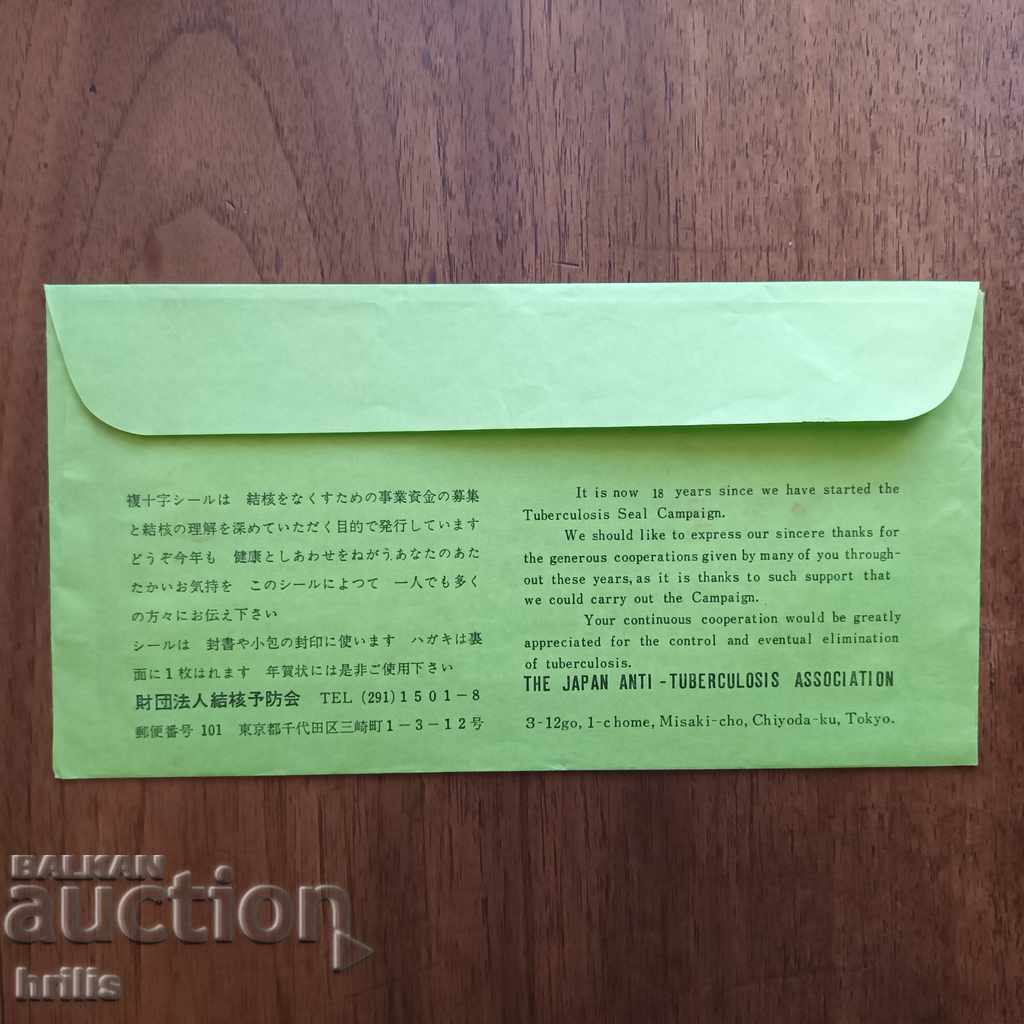 複十字シールは 結核をなくすための事業資金の募集
と結核の理解を深めていただく目的で発行しています
どうぞ今年も 健康としあわせをねがうあなたのあた
たかいお気持を このシールによつて 一人でも多く
の方々にお伝え下さい
シールは 封書や小包の封印に使います ハガキは裏
面に1枚はれます 年賀状には是非ご使用下さい
財団法人結核予防会 TEL (291) 1501-8
郵便番号 101 東京都千代田区三崎町1-3-12号
It is now 18 years since we have started the
Tuberculosis Seal Campaign.
We should like to express our sincere thanks for
the generous cooperations given by many of you through-
out these years, as it is thanks to such support that
we could carry out the Campaign.
Your continuous cooperation would be greatly
appreciated for the control and eventual elimination
of tuberculosis.
THE JAPAN ANTI-TUBERCULOSIS ASSOCIATION
3-12go, 1-chome, Misaki-cho, Chiyoda-ku, Tokyo.
BALKAN
auction
hrilis